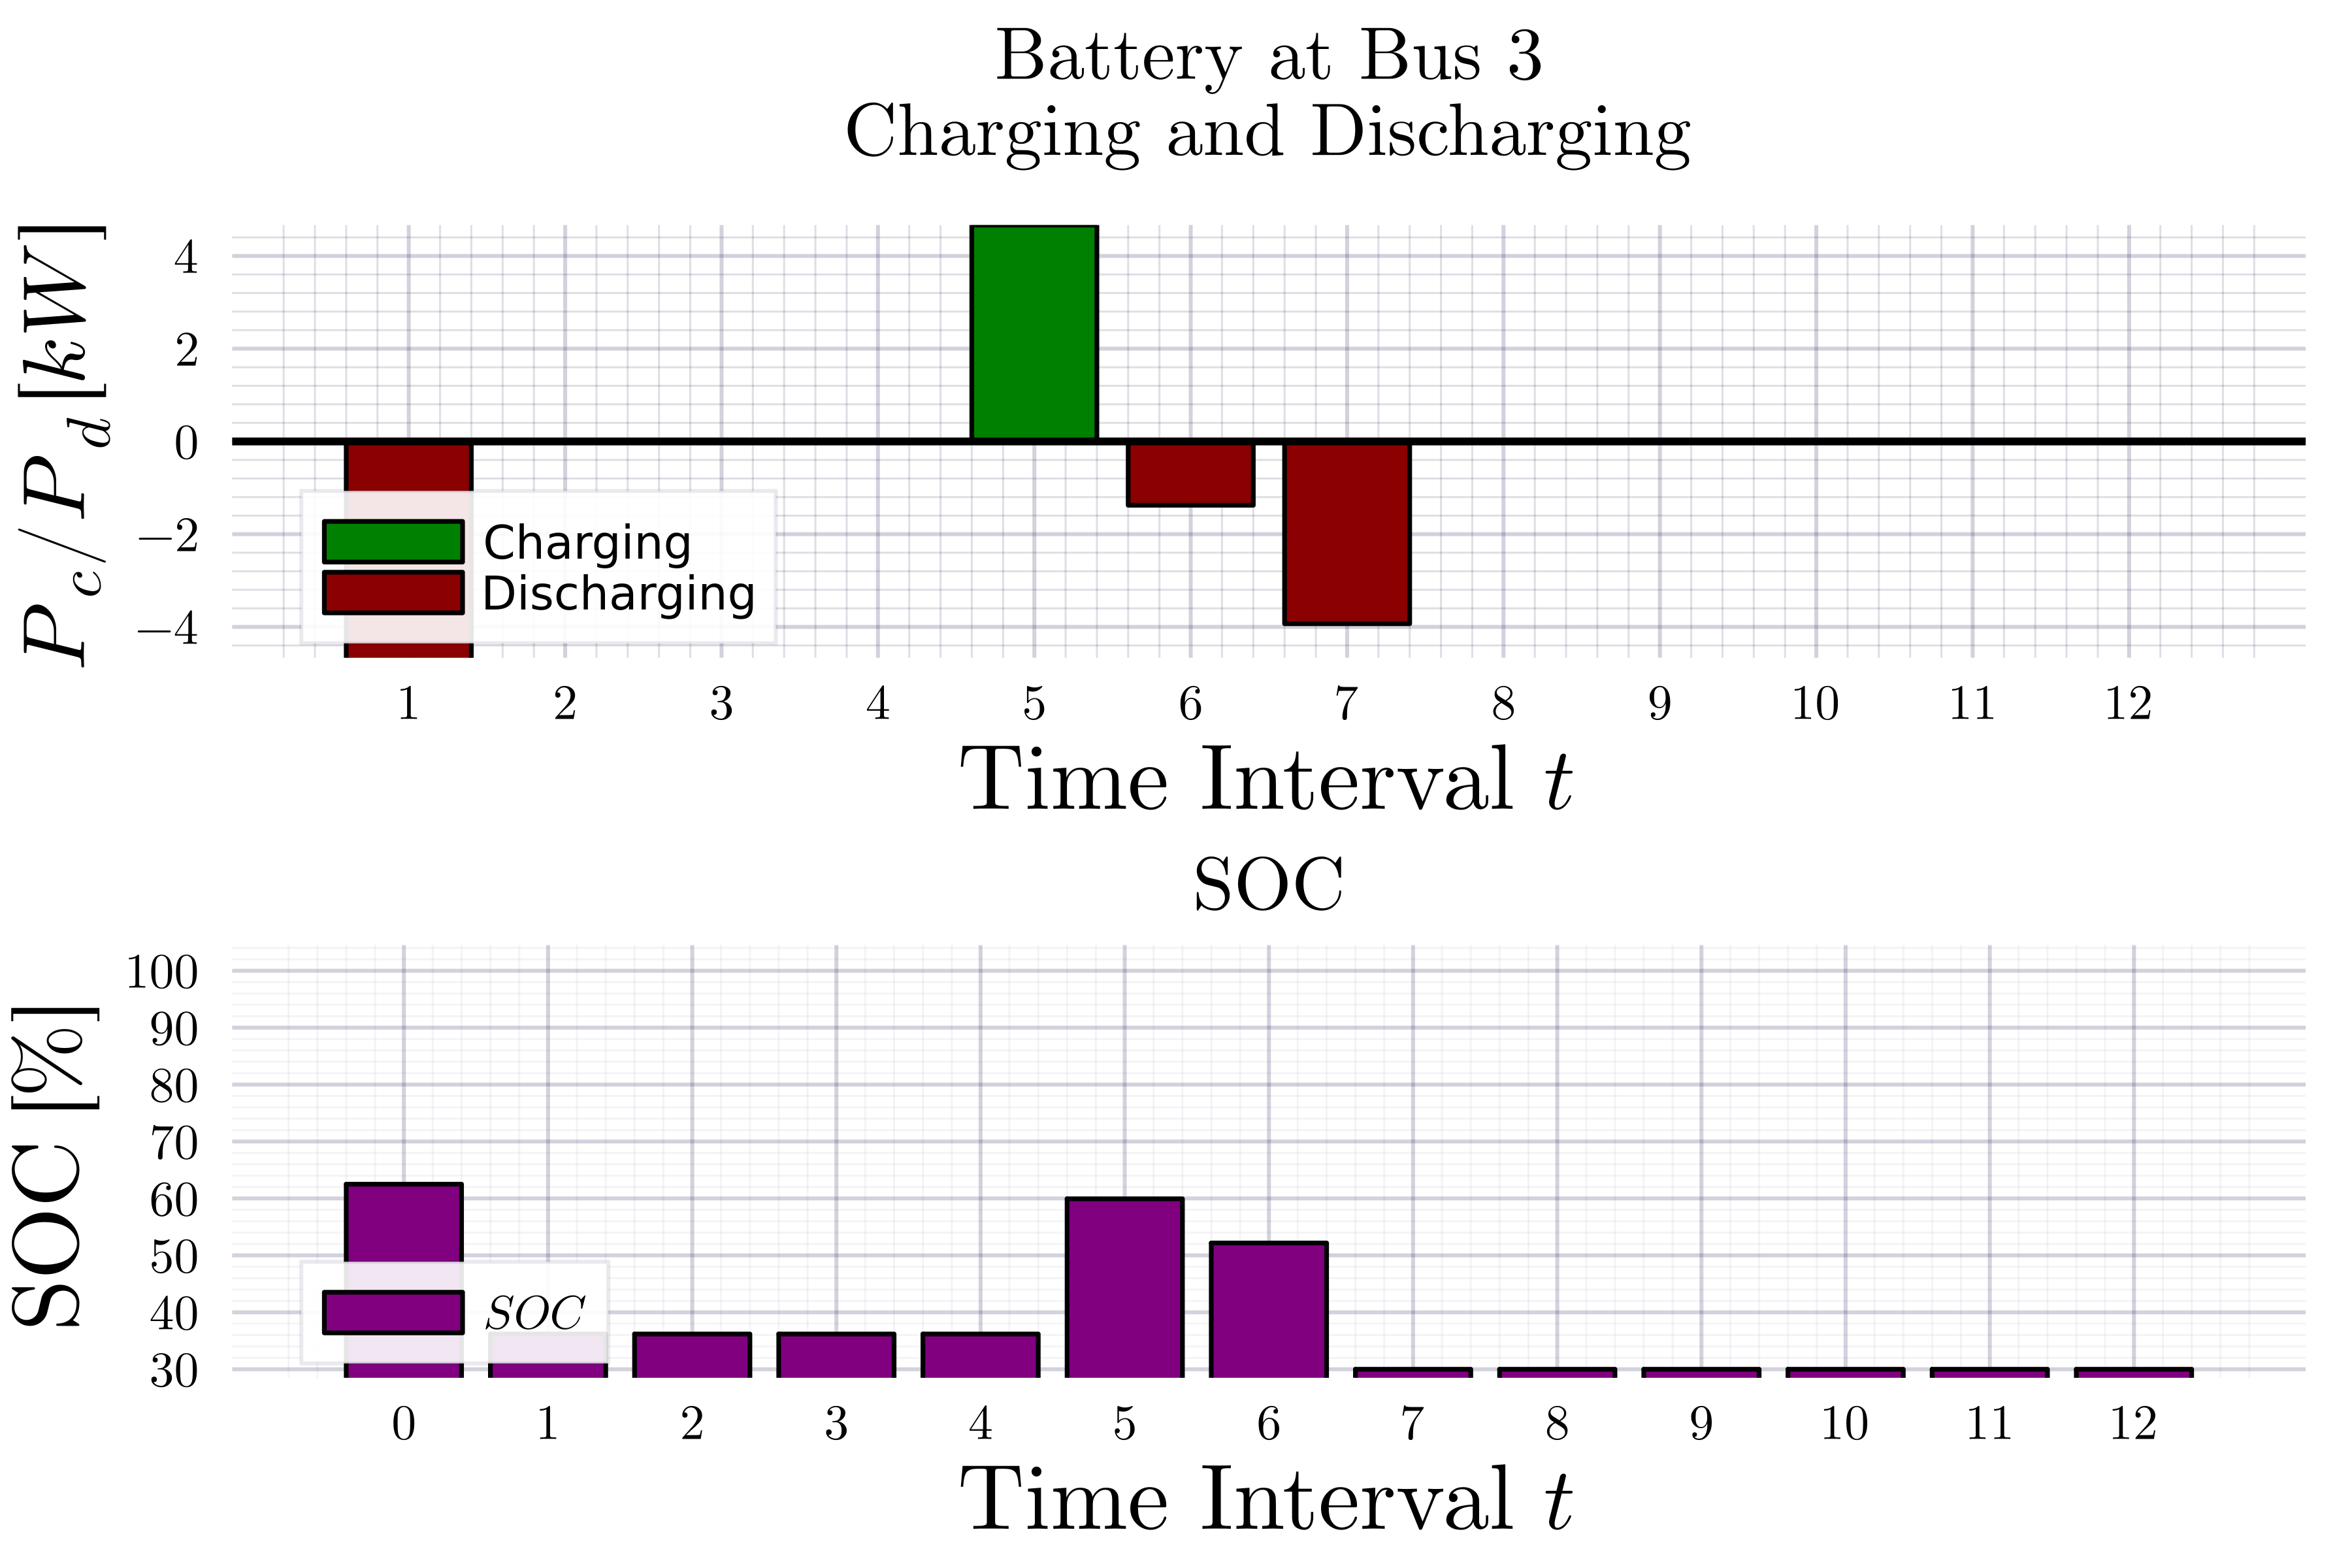 Battery at Bus 3
Charging and Discharging
P_c/P_d [kW]
4
2
0
−2
−4
Charging
Discharging
1 2 3 4 5 6 7 8 9 10 11 12
Time Interval t
SOC
SOC [%]
100
90
80
70
60
50
40
30
SOC
0 1 2 3 4 5 6 7 8 9 10 11 12
Time Interval t